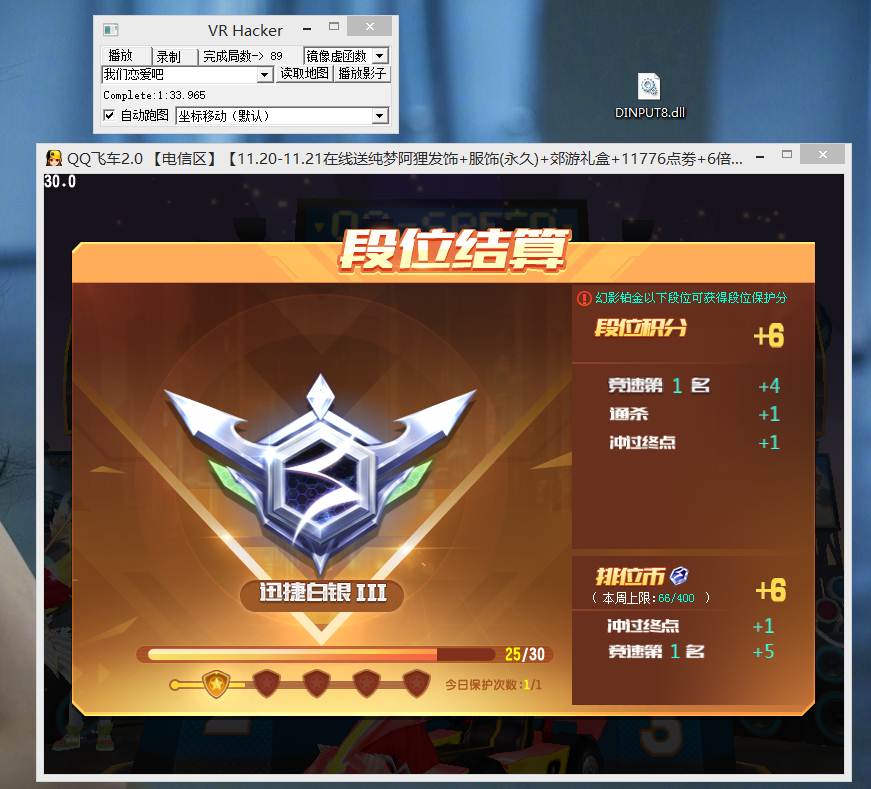 VR Hacker
播放 录制 完成局数-> 89 镜像虚函数
我们恋爱吧 读取地图 播放影子
Complete:1:33.965
自动跑图 坐标移动（默认）
DINPUT8.dll
QQ飞车2.0 【电信区】【11.20-11.21在线送纯梦阿狸发饰+服饰(永久)+郊游礼盒+11776点劵+6倍...
30.0
段位结算
幻影铂金以下段位可获得段位保护分
段位积分 +6
竞速第 1 名 +4
通杀 +1
冲过终点 +1
迅捷白银 III
25/30
今日保护次数:1/1
排位币 +6
（ 本周上限:66/400 ）
冲过终点 +1
竞速第 1 名 +5